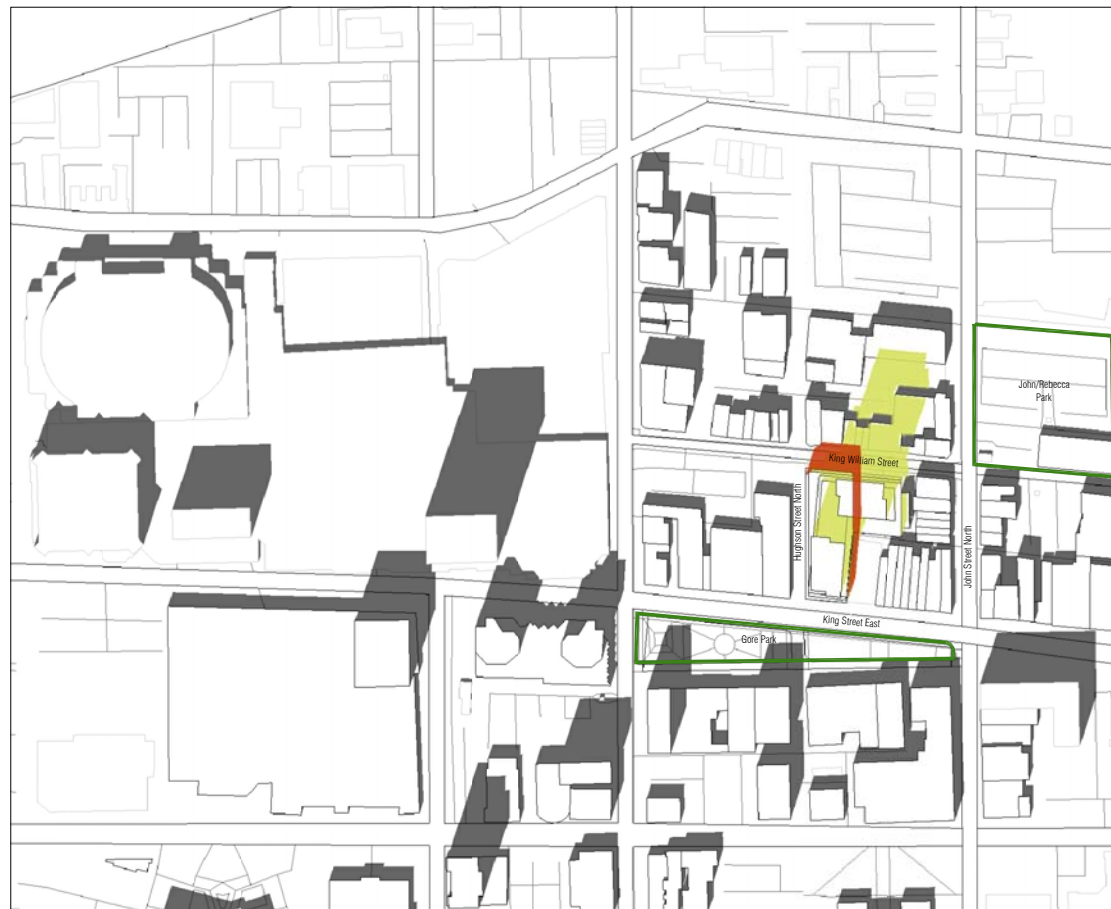 John/Rebecca
Park
King William Street
Hughson Street North
John Street North
King Street East
Gore Park